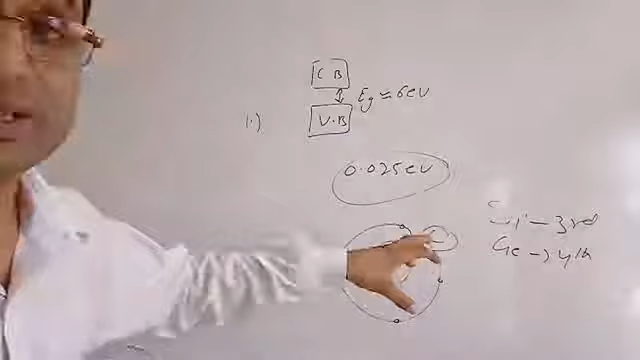 C B
Eg ≈ 6eV
1.)
V.B
0.025eV
Si - 3rd
Ge → 4th